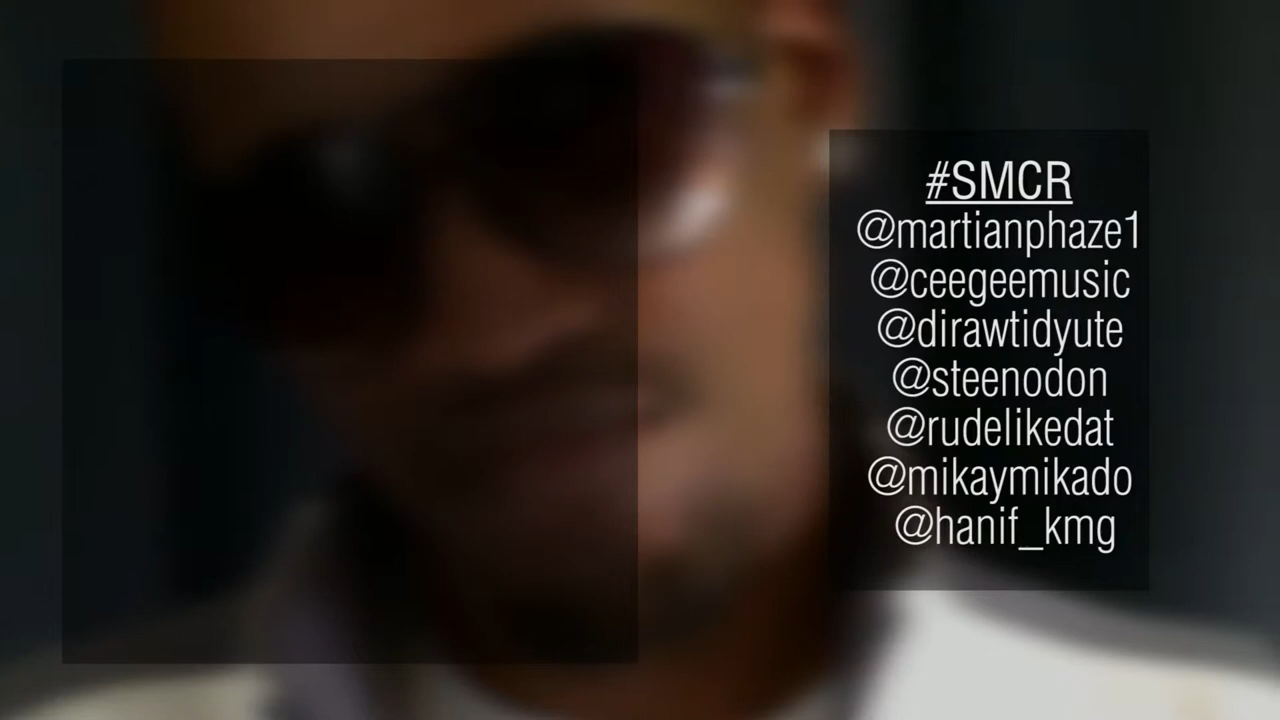 #SMCR
@martianphaze1
@ceegeemusic
@dirawtidyute
@steenodon
@rudelikedat
@mikaymikado
@hanif_kmg